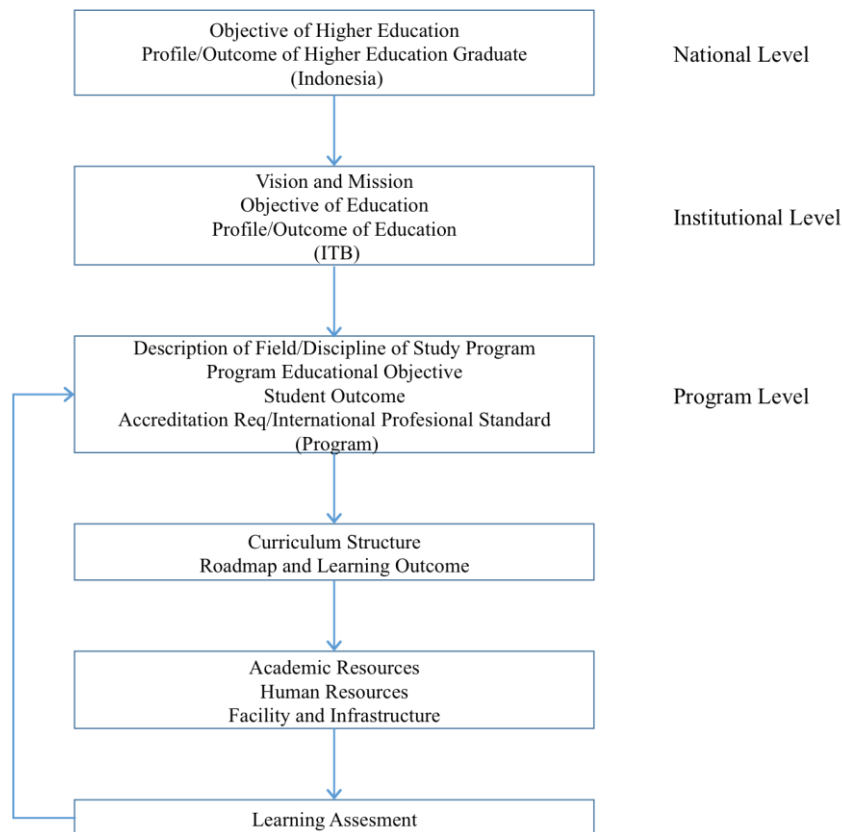 Objective of Higher Education
Profile/Outcome of Higher Education Graduate
(Indonesia)
National Level
Vision and Mission
Objective of Education
Profile/Outcome of Education
(ITB)
Institutional Level
Description of Field/Discipline of Study Program
Program Educational Objective
Student Outcome
Accreditation Req/International Profesional Standard
(Program)
Program Level
Curriculum Structure
Roadmap and Learning Outcome
Academic Resources
Human Resources
Facility and Infrastructure
Learning Assesment